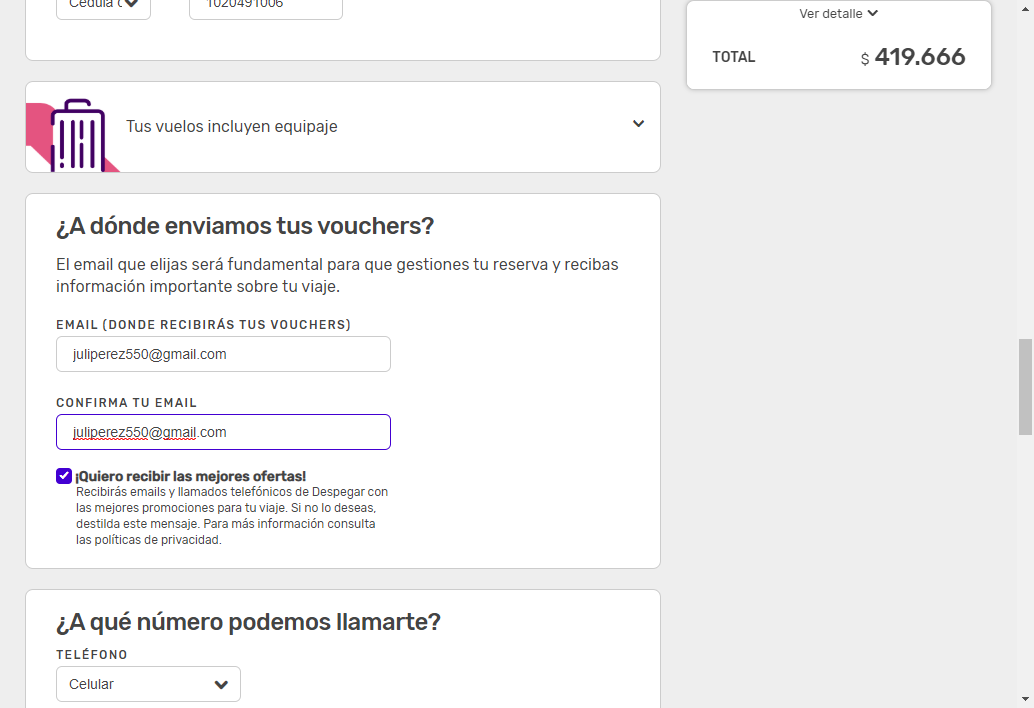 Cédula c
1020491006
Ver detalle
TOTAL
$ 419.666
Tus vuelos incluyen equipaje
¿A dónde enviamos tus vouchers?
El email que elijas será fundamental para que gestiones tu reserva y recibas
información importante sobre tu viaje.
EMAIL (DONDE RECIBIRÁS TUS VOUCHERS)
juliperez550@gmail.com
CONFIRMA TU EMAIL
juliperez550@gmail.com
¡Quiero recibir las mejores ofertas!
Recibirás emails y llamados telefónicos de Despegar con
las mejores promociones para tu viaje. Si no lo deseas,
destilda este mensaje. Para más información consulta
las políticas de privacidad.
¿A qué número podemos llamarte?
TELÉFONO
Celular